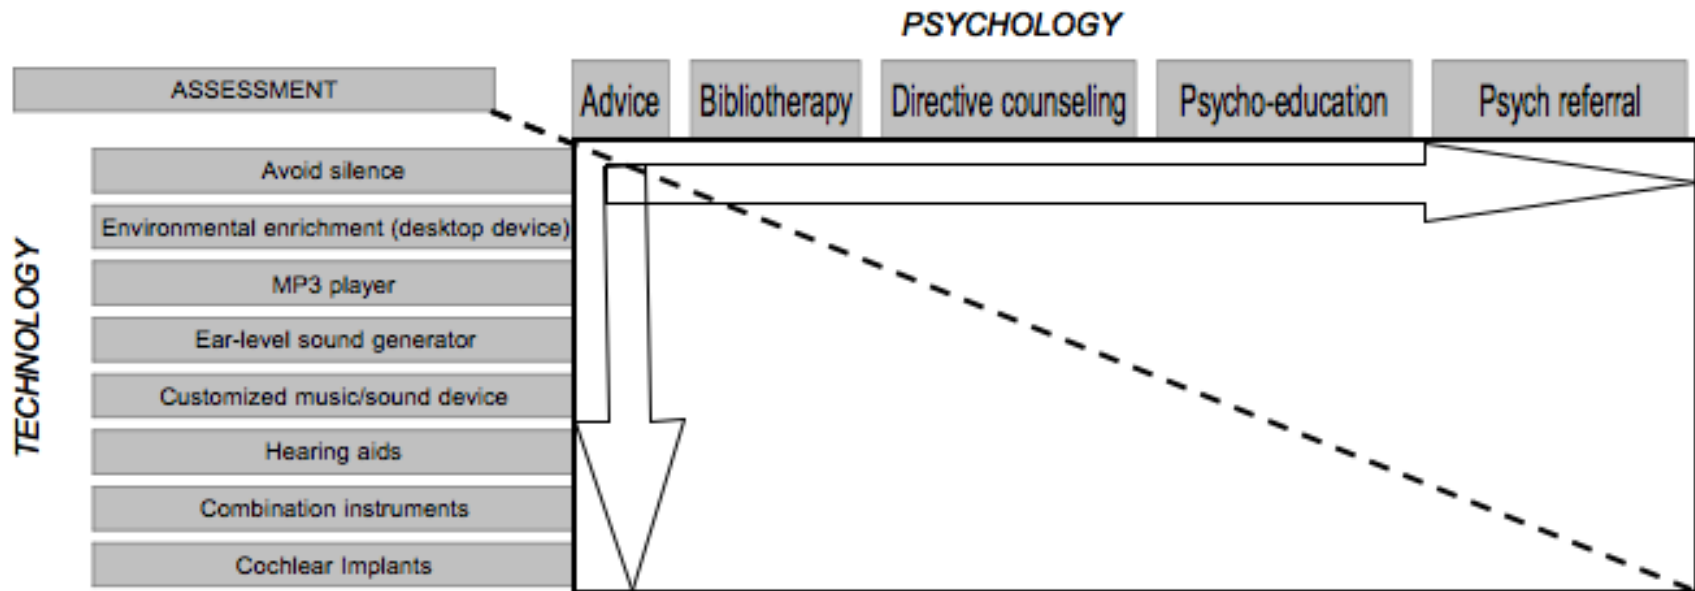 PSYCHOLOGY
ASSESSMENT
Advice
Bibliotherapy
Directive counseling
Psycho-education
Psych referral
TECHNOLOGY
Avoid silence
Environmental enrichment (desktop device)
MP3 player
Ear-level sound generator
Customized music/sound device
Hearing aids
Combination instruments
Cochlear Implants